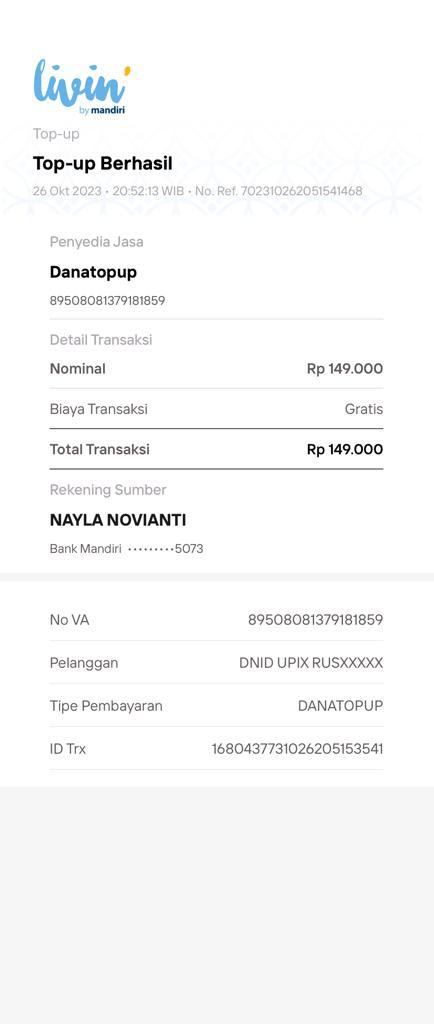 livin'
by mandiri
Top-up
Top-up Berhasil
26 Okt 2023 • 20:52:13 WIB • No. Ref. 702310262051541468
Penyedia Jasa
Danatopup
89508081379181859
Detail Transaksi
Nominal Rp 149.000
Biaya Transaksi Gratis
Total Transaksi Rp 149.000
Rekening Sumber
NAYLA NOVIANTI
Bank Mandiri •••••••••5073
No VA 89508081379181859
Pelanggan DNID UPIX RUSXXXXX
Tipe Pembayaran DANATOPUP
ID Trx 1680437731026205153541